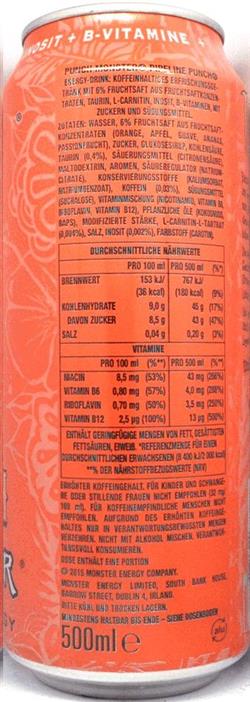 INOSIT + B-VITAMINE +
PUNCH MONSTER® PIPELINE PUNCH®
ENERGY-DRINK: KOFFEINHALTIGES ERFRISCHUNGSGE-
TRÄNK MIT 6% FRUCHTSAFT AUS FRUCHTSAFTKONZEN-
TRATEN, TAURIN, L-CARNITIN, INOSIT, B-VITAMINEN, MIT
ZUCKERN UND SÜSSUNGSMITTEL.
ZUTATEN: WASSER, 6% FRUCHTSAFT AUS FRUCHTSAFT-
KONZENTRATEN (ORANGE, APFEL, GUAVE, ANANAS,
PASSIONFRUCHT), ZUCKER, GLUKOSESIRUP, KOHLENSÄURE,
TAURIN (0,4%), SÄUERUNGSMITTEL (CITRONENSÄURE),
MALTODEXTRIN, AROMEN, SÄUREREGULATOR (NATRIUM-
CITRATE), KONSERVIERUNGSSTOFFE (KALIUMSORBAT,
NATRIUMBENZOAT), KOFFEIN (0,03%), SÜSSUNGSMITTEL
(SUCRALOSE), VITAMINMISCHUNG (NICOTINAMID, VITAMIN B6,
RIBOFLAVIN, VITAMIN B12), PFLANZLICHE ÖLE (KOKOSNUSS,
RAPS), MODIFIZIERTE STÄRKE, L-CARNITIN-L-TARTRAT
(0,004%), SALZ, INOSIT (0,002%), FARBSTOFF (CAROTIN).
DURCHSCHNITTLICHE NÄHRWERTE
PRO 100 ml PRO 500 ml (%*)
BRENNWERT 153 kJ/ 767 kJ/
(36 kcal) (180 kcal) (9%)
KOHLENHYDRATE 9,0 g 45 g (17%)
DAVON ZUCKER 8,5 g 43 g (47%)
SALZ 0,04 g 0,20 g (3%)
VITAMINE
PRO 100 ml (%**) PRO 500 ml (%**)
NIACIN 8,5 mg (53%) 43 mg (266%)
VITAMIN B6 0,80 mg (57%) 4,0 mg (286%)
RIBOFLAVIN 0,70 mg (50%) 3,5 mg (250%)
VITAMIN B12 2,5 µg (100%) 13 µg (500%)
ENTHÄLT GERINGFÜGIGE MENGEN VON FETT, GESÄTTIGTEN
FETTSÄUREN, EIWEIß. *REFERENZMENGE FÜR EINEN
DURCHSCHNITTLICHEN ERWACHSENEN (8 400 kJ/2 000 kcal)
**% DER NÄHRSTOFFBEZUGSWERTE (NRV)
ERHÖHTER KOFFEINGEHALT. FÜR KINDER UND SCHWANGE-
RE ODER STILLENDE FRAUEN NICHT EMPFOHLEN (32 mg/
100 ml). FÜR KOFFEINEMPFINDLICHE MENSCHEN NICHT
EMPFOHLEN. AUFGRUND DES ERHÖHTEN KOFFEINGE-
HALTES NUR IN VERANTWORTUNGSBEWUSSTEN MENGEN
VERZEHREN. NICHT MIT ALKOHOL MISCHEN. VERANTWOR-
TUNGSVOLL KONSUMIEREN.
DOSE ENTHÄLT EINE PORTION
© 2015 MONSTER ENERGY COMPANY.
MONSTER ENERGY LIMITED, SOUTH BANK HOUSE,
BARROW STREET, DUBLIN 4, IRLAND.
BITTE KÜHL UND TROCKEN LAGERN.
MINDESTENS HALTBAR BIS ENDE – SIEHE DOSENBODEN
500ml e